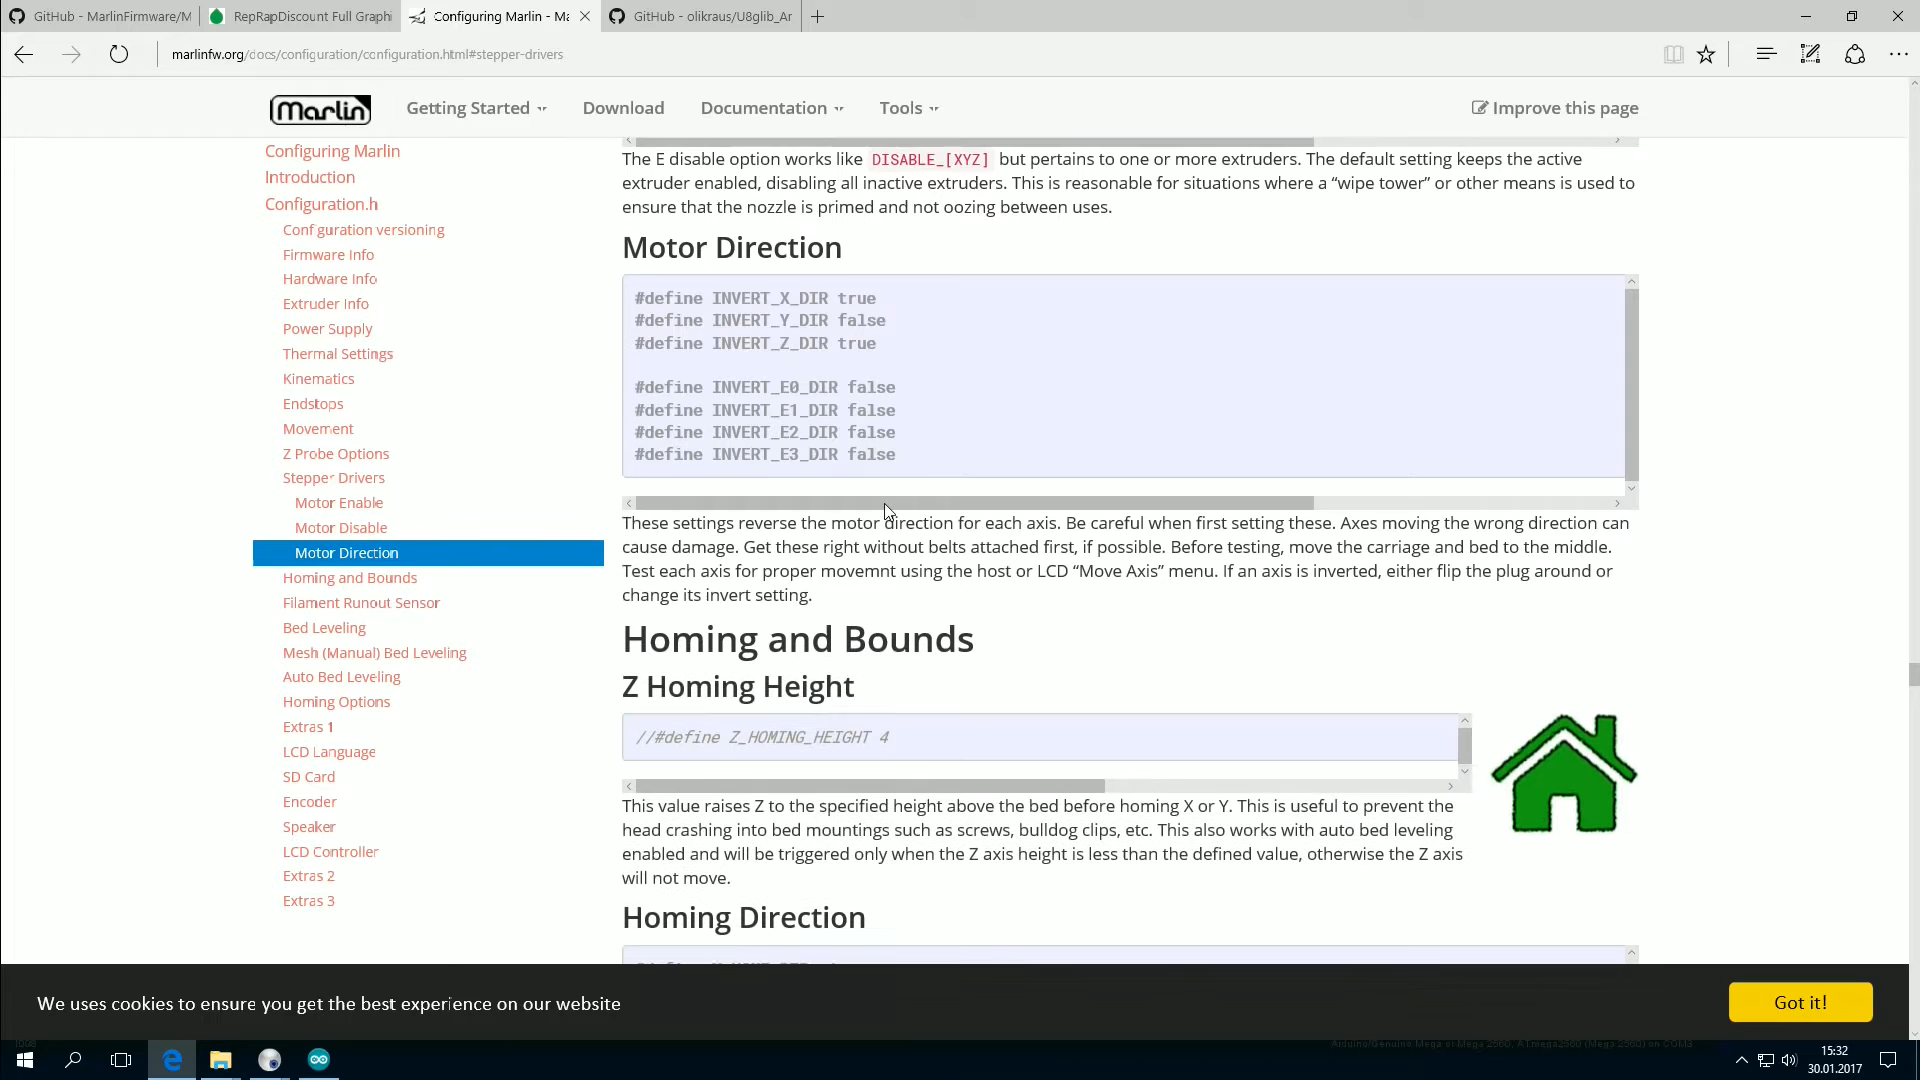 GitHub - MarlinFirmware/M
RepRapDiscount Full Graphi
Configuring Marlin - Ma
GitHub - olikraus/U8glib_Ar
marlinfw.org/docs/configuration/configuration.html#stepper-drivers
Marlin
Getting Started
Download
Documentation
Tools
Improve this page
Configuring Marlin
Introduction
Configuration.h
Configuration versioning
Firmware Info
Hardware Info
Extruder Info
Power Supply
Thermal Settings
Kinematics
Endstops
Movement
Z Probe Options
Stepper Drivers
Motor Enable
Motor Disable
Motor Direction
Homing and Bounds
Filament Runout Sensor
Bed Leveling
Mesh (Manual) Bed Leveling
Auto Bed Leveling
Homing Options
Extras 1
LCD Language
SD Card
Encoder
Speaker
LCD Controller
Extras 2
Extras 3
The E disable option works like DISABLE_[XYZ] but pertains to one or more extruders. The default setting keeps the active
extruder enabled, disabling all inactive extruders. This is reasonable for situations where a “wipe tower” or other means is used to
ensure that the nozzle is primed and not oozing between uses.
Motor Direction
#define INVERT_X_DIR true
#define INVERT_Y_DIR false
#define INVERT_Z_DIR true
#define INVERT_E0_DIR false
#define INVERT_E1_DIR false
#define INVERT_E2_DIR false
#define INVERT_E3_DIR false
These settings reverse the motor direction for each axis. Be careful when first setting these. Axes moving the wrong direction can
cause damage. Get these right without belts attached first, if possible. Before testing, move the carriage and bed to the middle.
Test each axis for proper movemnt using the host or LCD “Move Axis” menu. If an axis is inverted, either flip the plug around or
change its invert setting.
Homing and Bounds
Z Homing Height
//#define Z_HOMING_HEIGHT 4
This value raises Z to the specified height above the bed before homing X or Y. This is useful to prevent the
head crashing into bed mountings such as screws, bulldog clips, etc. This also works with auto bed leveling
enabled and will be triggered only when the Z axis height is less than the defined value, otherwise the Z axis
will not move.
Homing Direction
We uses cookies to ensure you get the best experience on our website
Got it!
Arduino/Genuino Mega or Mega 2560, ATmega2560 (Mega 2560) on COM3
15:32
30.01.2017